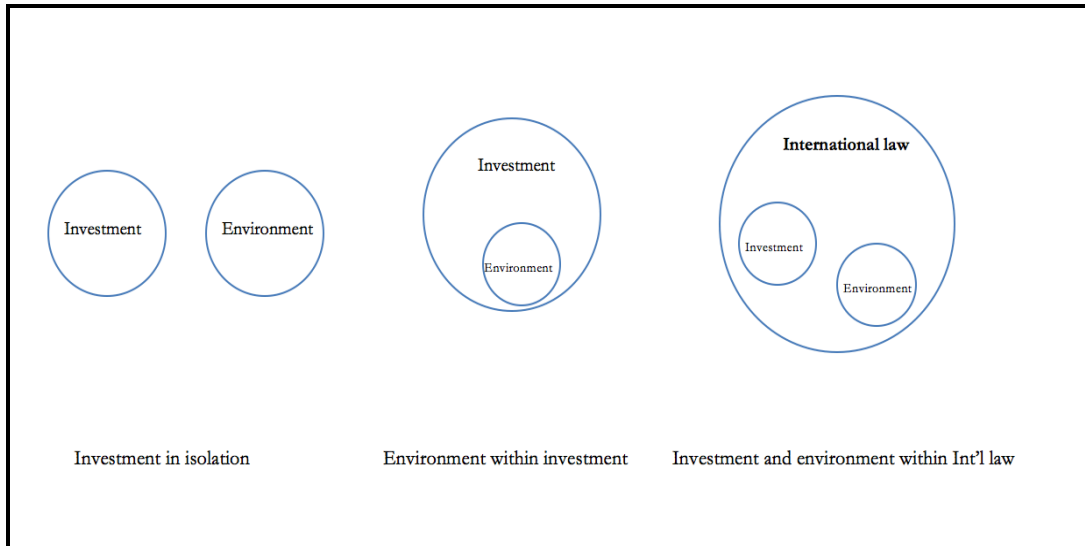 Investment
Environment
Investment
Environment
International law
Investment
Environment
Investment in isolation
Environment within investment
Investment and environment within Int'l law